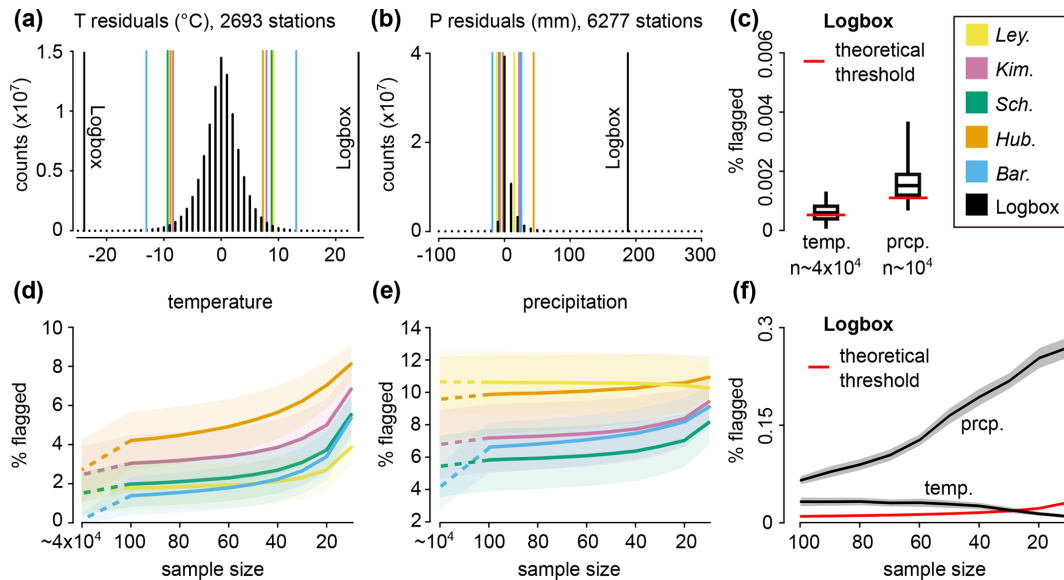 (a) T residuals (°C), 2693 stations
counts (x10⁷)
1.5
1
0.5
0
Logbox
Logbox
-20 -10 0 10 20
(b) P residuals (mm), 6277 stations
counts (x10⁷)
4
2
0
Logbox
-100 0 100 200 300
(c) Logbox
theoretical
threshold
% flagged
0.006
0.004
0.002
0
temp.
n~4x10⁴
prcp.
n~10⁴
Ley.
Kim.
Sch.
Hub.
Bar.
Logbox
(d) temperature
% flagged
10
8
6
4
2
0
~4x10⁴ 100 80 60 40 20
sample size
(e) precipitation
% flagged
14
12
10
8
6
4
2
~10⁴ 100 80 60 40 20
sample size
(f) Logbox
theoretical
threshold
% flagged
0.3
0.15
0
prcp.
temp.
100 80 60 40 20
sample size